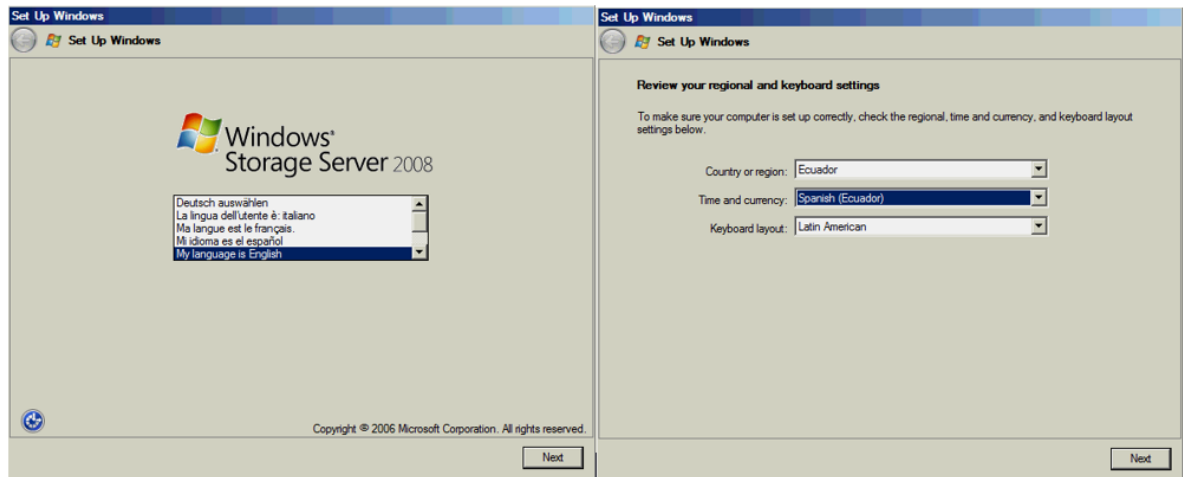 Set Up Windows
Set Up Windows
Windows®
Storage Server 2008
Deutsch auswählen
La lingua dell'utente è: italiano
Ma langue est le français.
Mi idioma es el español
My language is English
Copyright © 2006 Microsoft Corporation. All rights reserved.
Next
Set Up Windows
Set Up Windows
Review your regional and keyboard settings
To make sure your computer is set up correctly, check the regional, time and currency, and keyboard layout
settings below.
Country or region: Ecuador
Time and currency: Spanish (Ecuador)
Keyboard layout: Latin American
Next